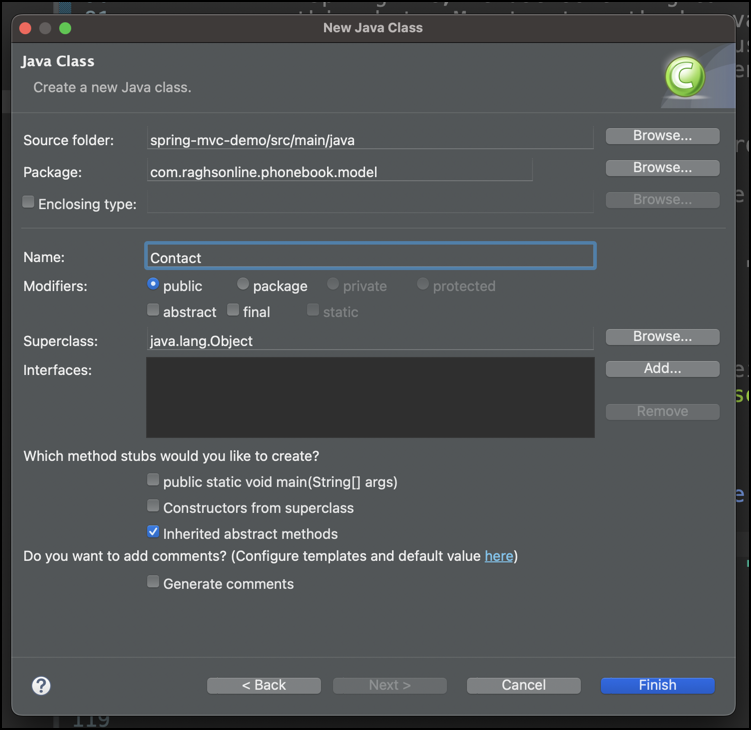 New Java Class
Java Class
Create a new Java class.
C
Source folder: spring-mvc-demo/src/main/java Browse...
Package: com.raghsonline.phonebook.model Browse...
Enclosing type: Browse...
Name: Contact
Modifiers: public package private protected
abstract final static
Superclass: java.lang.Object Browse...
Interfaces: Add...
Remove
Which method stubs would you like to create?
public static void main(String[] args)
Constructors from superclass
Inherited abstract methods
Do you want to add comments? (Configure templates and default value here)
Generate comments
? < Back Next > Cancel Finish
119